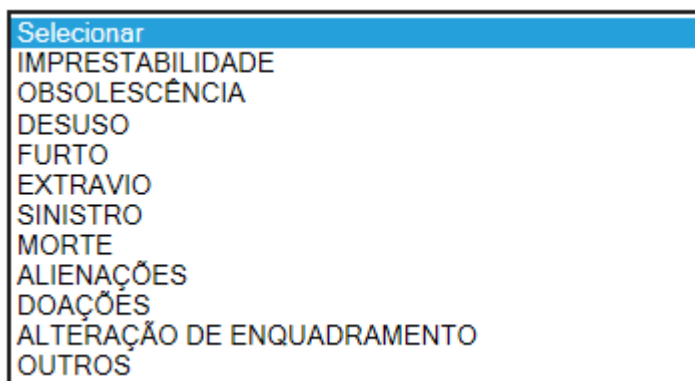 Selecionar
IMPRESTABILIDADE
OBSOLESCÊNCIA
DESUSO
FURTO
EXTRAVIO
SINISTRO
MORTE
ALIENAÇÕES
DOAÇÕES
ALTERAÇÃO DE ENQUADRAMENTO
OUTROS